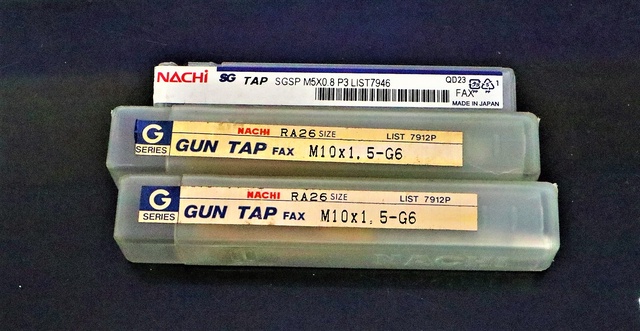 NACHi SG TAP SGSP M5X0.8 P3 LIST7946 QD23
FAX
MADE IN JAPAN
G SERIES
NACHI RA26 SIZE LIST 7912P
GUN TAP FAX M10x1.5-G6
G SERIES
NACHI RA26 SIZE LIST 7912P
GUN TAP FAX M10x1.5-G6
NACHI